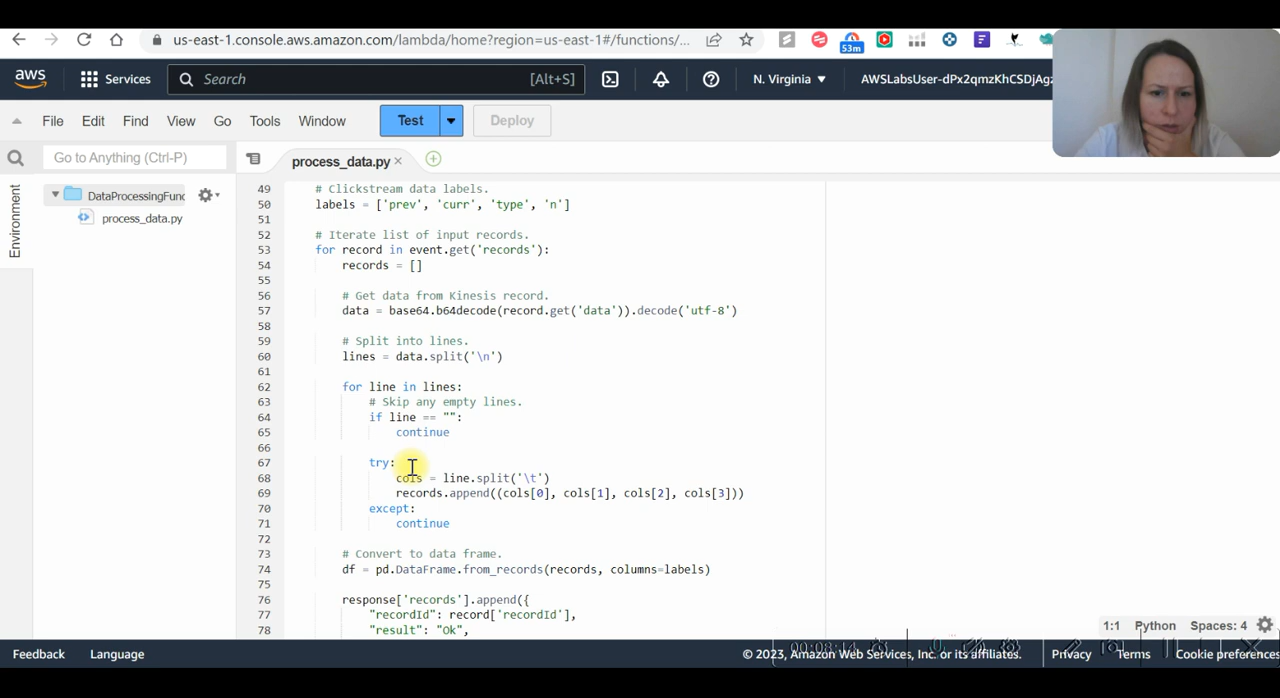 us-east-1.console.aws.amazon.com/lambda/home?region=us-east-1#/functions/...
53m
aws
Services
Search
[Alt+S]
N. Virginia
AWSLabsUser-dPx2qmzKhCSDjAgz
File
Edit
Find
View
Go
Tools
Window
Test
Deploy
Go to Anything (Ctrl-P)
process_data.py
Environment
DataProcessingFunc
process_data.py
49 # Clickstream data labels.
50 labels = ['prev', 'curr', 'type', 'n']
51
52 # Iterate list of input records.
53 for record in event.get('records'):
54 records = []
55
56 # Get data from Kinesis record.
57 data = base64.b64decode(record.get('data')).decode('utf-8')
58
59 # Split into lines.
60 lines = data.split('\n')
61
62 for line in lines:
63 # Skip any empty lines.
64 if line == "":
65 continue
66
67 try:
68 cols = line.split('\t')
69 records.append((cols[0], cols[1], cols[2], cols[3]))
70 except:
71 continue
72
73 # Convert to data frame.
74 df = pd.DataFrame.from_records(records, columns=labels)
75
76 response['records'].append({
77 "recordId": record['recordId'],
78 "result": "Ok",
1:1 Python Spaces: 4
Feedback
Language
© 2023, Amazon Web Services, Inc. or its affiliates.
Privacy
Terms
Cookie preferences